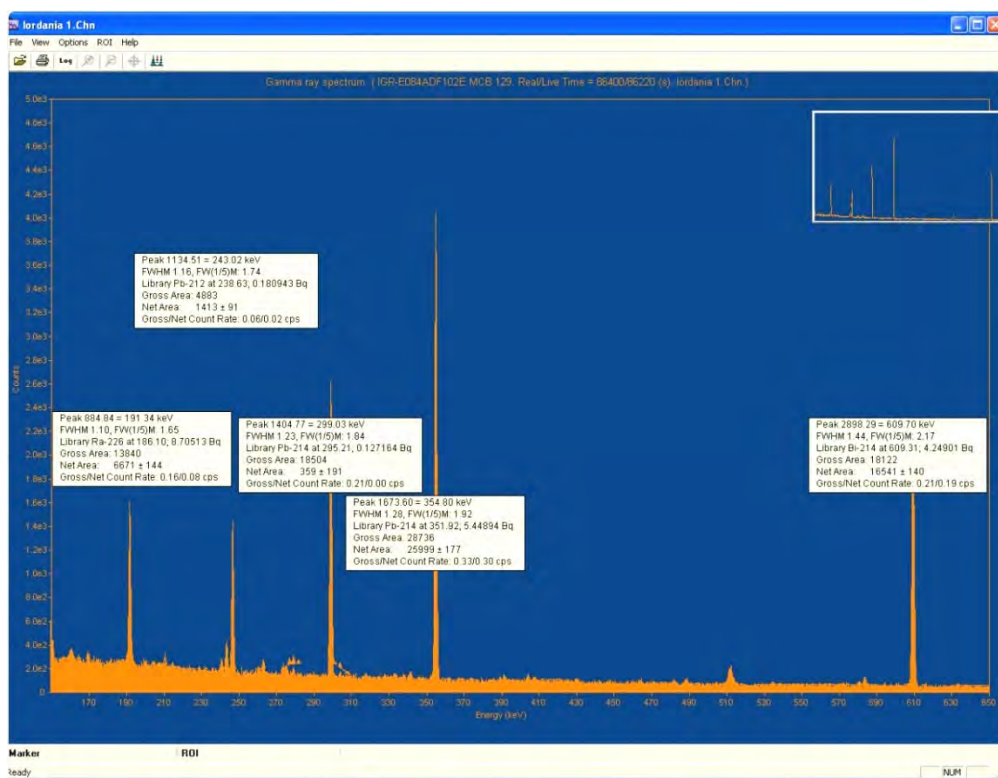 Iordania 1.Chn
File View Options ROI Help
Log
Gamma ray spectrum. ( IGR-E084ADF102E MCB 129. Real/Live Time = 86400/86220 (s). Iordania 1.Chn.)
5.0e3
4.8e3
4.6e3
4.4e3
4.2e3
4.0e3
3.8e3
3.6e3
3.4e3
3.2e3
3.0e3
2.8e3
2.6e3
2.4e3
2.2e3
2.0e3
1.8e3
1.6e3
1.4e3
1.2e3
1.0e3
8.0e2
6.0e2
4.0e2
2.0e2
0
Counts
Peak 1134.51 = 243.02 keV
FWHM 1.16, FW(1/5)M: 1.74
Library Pb-212 at 238.63; 0.180943 Bq
Gross Area: 4883
Net Area: 1413 ± 91
Gross/Net Count Rate: 0.06/0.02 cps
Peak 884.84 = 191.34 keV
FWHM 1.10, FW(1/5)M: 1.65
Library Ra-226 at 186.10; 8.70513 Bq
Gross Area: 13840
Net Area: 6671 ± 144
Gross/Net Count Rate: 0.16/0.08 cps
Peak 1404.77 = 299.03 keV
FWHM 1.23, FW(1/5)M: 1.84
Library Pb-214 at 295.21; 0.127164 Bq
Gross Area: 18504
Net Area: 359 ± 191
Gross/Net Count Rate: 0.21/0.00 cps
Peak 1673.60 = 354.80 keV
FWHM 1.28, FW(1/5)M: 1.92
Library Pb-214 at 351.92; 5.44894 Bq
Gross Area: 28736
Net Area: 25999 ± 177
Gross/Net Count Rate: 0.33/0.30 cps
Peak 2898.29 = 609.70 keV
FWHM 1.44, FW(1/5)M: 2.17
Library Bi-214 at 609.31; 4.24901 Bq
Gross Area: 18122
Net Area: 16541 ± 140
Gross/Net Count Rate: 0.21/0.19 cps
170 190 210 230 250 270 290 310 330 350 370 390 410 430 450 470 490 510 530 550 570 590 610 630 650
Energy (keV)
Marker ROI
Ready NUM